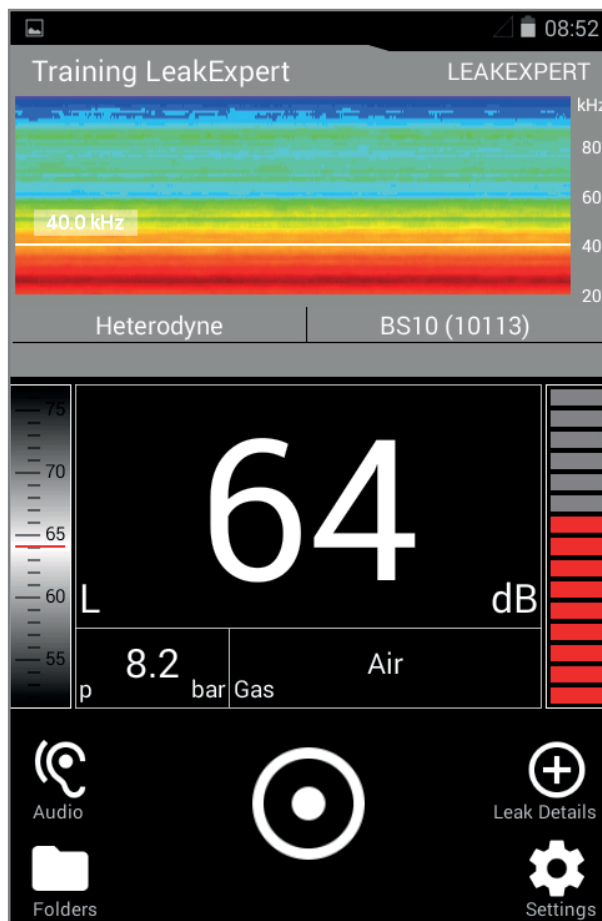 08:52
Training LeakExpert LEAKEXPERT
kHz
80
60
40.0 kHz
40
20
Heterodyne BS10 (10113)
75
70
65
60
55
64
L dB
8.2 Air
p bar Gas
Audio Leak Details
Folders Settings